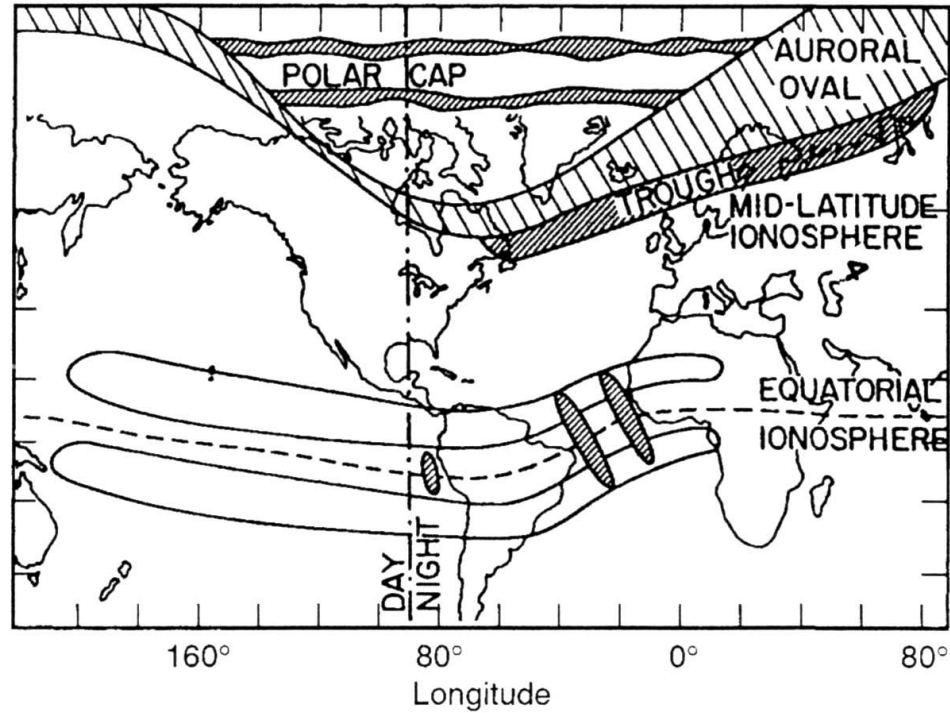 POLAR CAP
AURORAL
OVAL
TROUGH
MID-LATITUDE
IONOSPHERE
EQUATORIAL
IONOSPHERE
DAY
NIGHT
160°
80°
0°
80°
Longitude